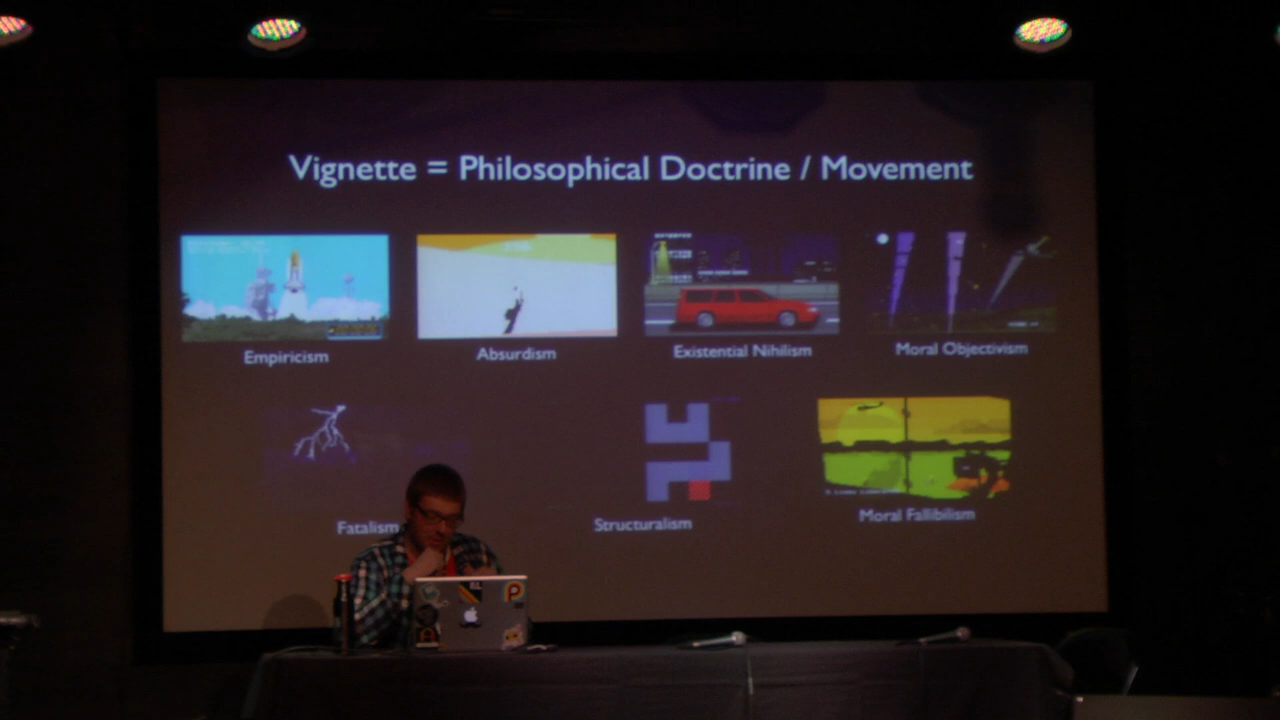 Vignette = Philosophical Doctrine / Movement
Empiricism
Absurdism
Existential Nihilism
Moral Objectivism
Fatalism
Structuralism
Moral Fallibilism